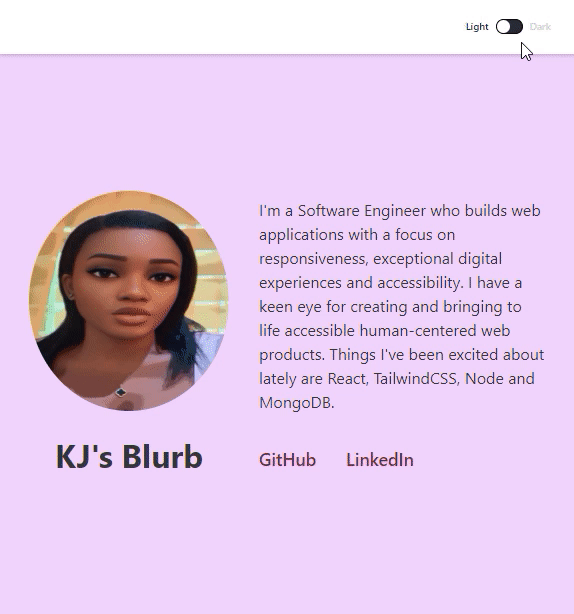 Light Dark
I'm a Software Engineer who builds web
applications with a focus on
responsiveness, exceptional digital
experiences and accessibility. I have a
keen eye for creating and bringing to
life accessible human-centered web
products. Things I've been excited about
lately are React, TailwindCSS, Node and
MongoDB.
KJ's Blurb
GitHub LinkedIn